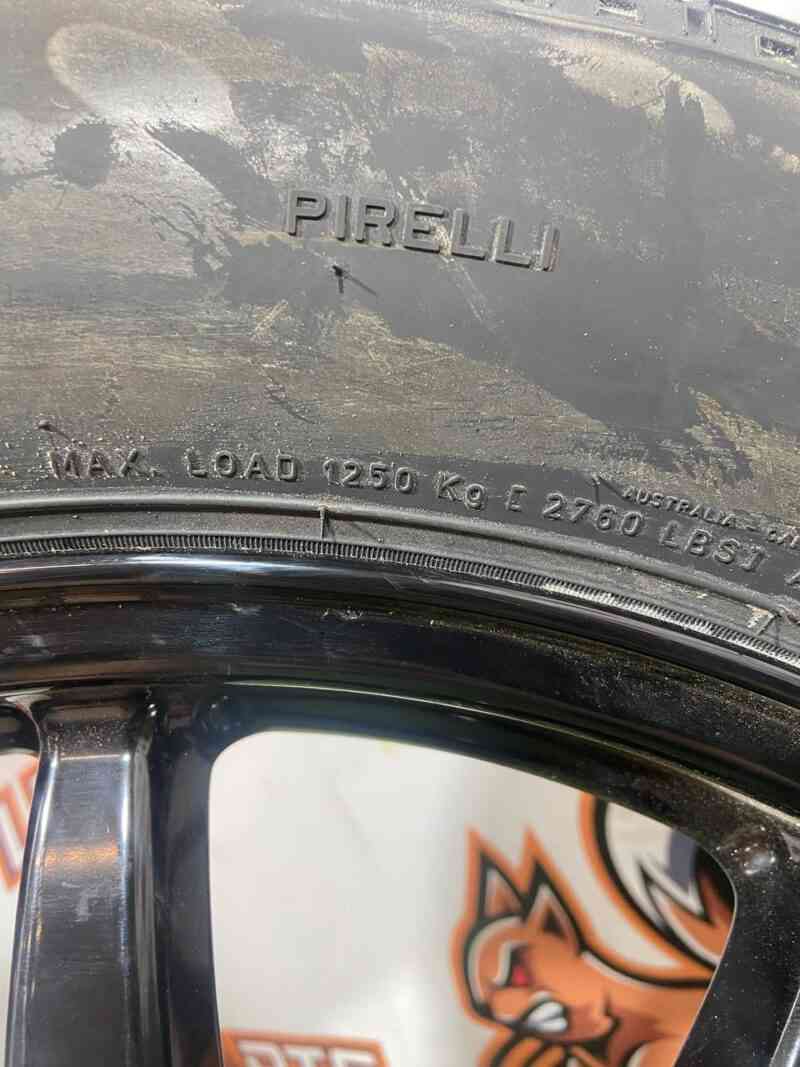 PIRELLI
MAX. LOAD 1250 Kg [ 2760 LBS]
AUSTRALIA -